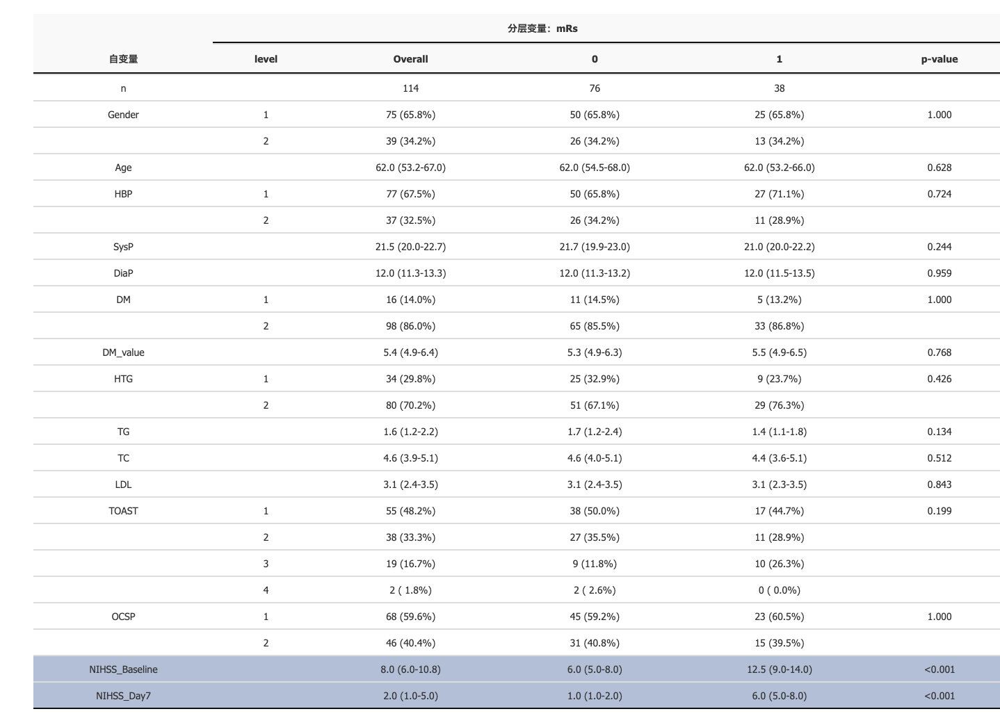 分层变量：mRs
自变量 level Overall 0 1 p-value
n 114 76 38
Gender 1 75 (65.8%) 50 (65.8%) 25 (65.8%) 1.000
2 39 (34.2%) 26 (34.2%) 13 (34.2%)
Age 62.0 (53.2-67.0) 62.0 (54.5-68.0) 62.0 (53.2-66.0) 0.628
HBP 1 77 (67.5%) 50 (65.8%) 27 (71.1%) 0.724
2 37 (32.5%) 26 (34.2%) 11 (28.9%)
SysP 21.5 (20.0-22.7) 21.7 (19.9-23.0) 21.0 (20.0-22.2) 0.244
DiaP 12.0 (11.3-13.3) 12.0 (11.3-13.2) 12.0 (11.5-13.5) 0.959
DM 1 16 (14.0%) 11 (14.5%) 5 (13.2%) 1.000
2 98 (86.0%) 65 (85.5%) 33 (86.8%)
DM_value 5.4 (4.9-6.4) 5.3 (4.9-6.3) 5.5 (4.9-6.5) 0.768
HTG 1 34 (29.8%) 25 (32.9%) 9 (23.7%) 0.426
2 80 (70.2%) 51 (67.1%) 29 (76.3%)
TG 1.6 (1.2-2.2) 1.7 (1.2-2.4) 1.4 (1.1-1.8) 0.134
TC 4.6 (3.9-5.1) 4.6 (4.0-5.1) 4.4 (3.6-5.1) 0.512
LDL 3.1 (2.4-3.5) 3.1 (2.4-3.5) 3.1 (2.3-3.5) 0.843
TOAST 1 55 (48.2%) 38 (50.0%) 17 (44.7%) 0.199
2 38 (33.3%) 27 (35.5%) 11 (28.9%)
3 19 (16.7%) 9 (11.8%) 10 (26.3%)
4 2 ( 1.8%) 2 ( 2.6%) 0 ( 0.0%)
OCSP 1 68 (59.6%) 45 (59.2%) 23 (60.5%) 1.000
2 46 (40.4%) 31 (40.8%) 15 (39.5%)
NIHSS_Baseline 8.0 (6.0-10.8) 6.0 (5.0-8.0) 12.5 (9.0-14.0) <0.001
NIHSS_Day7 2.0 (1.0-5.0) 1.0 (1.0-2.0) 6.0 (5.0-8.0) <0.001